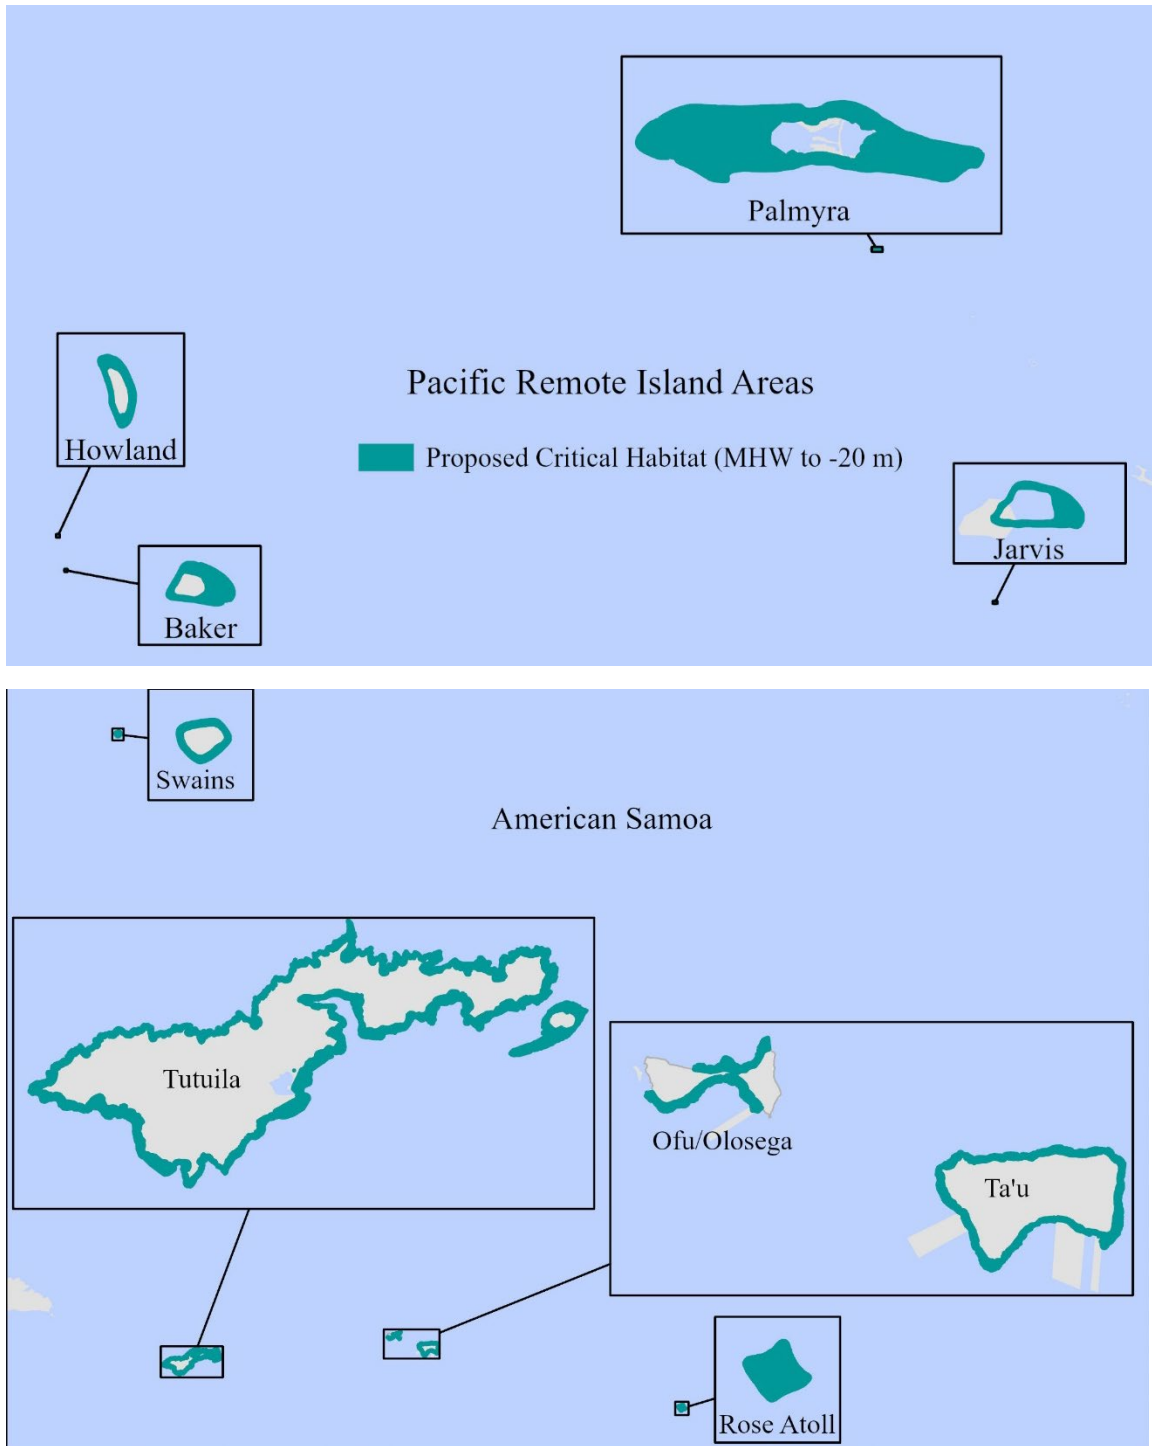 Palmyra
Pacific Remote Island Areas
Howland
Proposed Critical Habitat (MHW to -20 m)
Jarvis
Baker
Swains
American Samoa
Tutuila
Ofu/Olosega
Ta'u
Rose Atoll